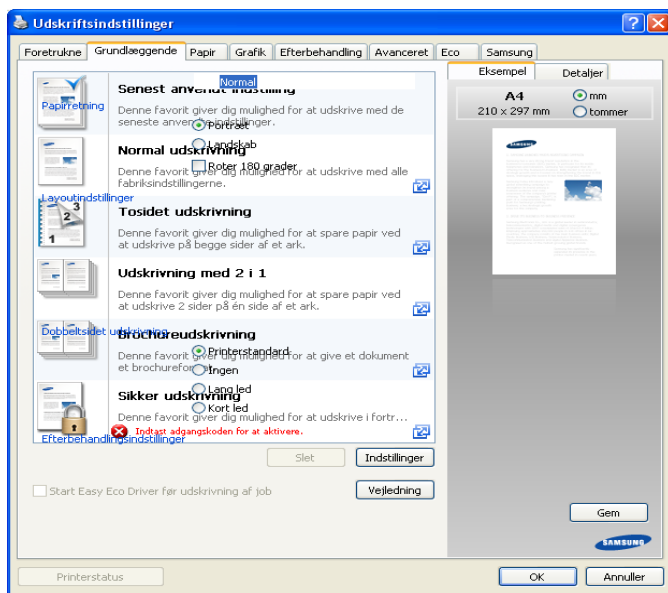 Udskriftsindstillinger
Foretrukne Grundlæggende Papir Grafik Efterbehandling Avanceret Eco Samsung
Normal
Senest anvendt indstilling
Papirretning
Denne favorit giver dig mulighed for at udskrive med de
seneste anvendte indstillinger.
Portræt
Landskab
Normal udskrivning
Roter 180 grader
Denne favorit giver dig mulighed for at udskrive med alle
fabriksindstillingerne.
Layoutindstillinger
Tosidet udskrivning
Denne favorit giver dig mulighed for at spare papir ved
at udskrive på begge sider af et ark.
Udskrivning med 2 i 1
Denne favorit giver dig mulighed for at spare papir ved
at udskrive 2 sider på én side af et ark.
Dobbeltsidet udskrivning
Brochureudskrivning
Printerstandard
Denne favorit giver dig mulighed for at give et dokument
et brochureformat.
Ingen
Lang led
Sikker udskrivning
Kort led
Denne favorit giver dig mulighed for at udskrive i fortr...
Indtast adgangskoden for at aktivere.
Efterbehandlingsindstillinger
Slet Indstillinger
Start Easy Eco Driver før udskrivning af job
Vejledning
Eksempel Detaljer
A4
210 x 297 mm
mm
tommer
Gem
SAMSUNG
Printerstatus
OK Annuller